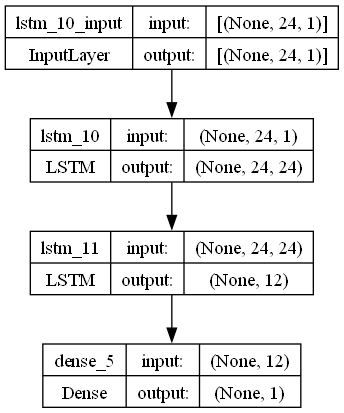 lstm_10_input input: [(None, 24, 1)]
InputLayer output: [(None, 24, 1)]
lstm_10 input: (None, 24, 1)
LSTM output: (None, 24, 24)
lstm_11 input: (None, 24, 24)
LSTM output: (None, 12)
dense_5 input: (None, 12)
Dense output: (None, 1)